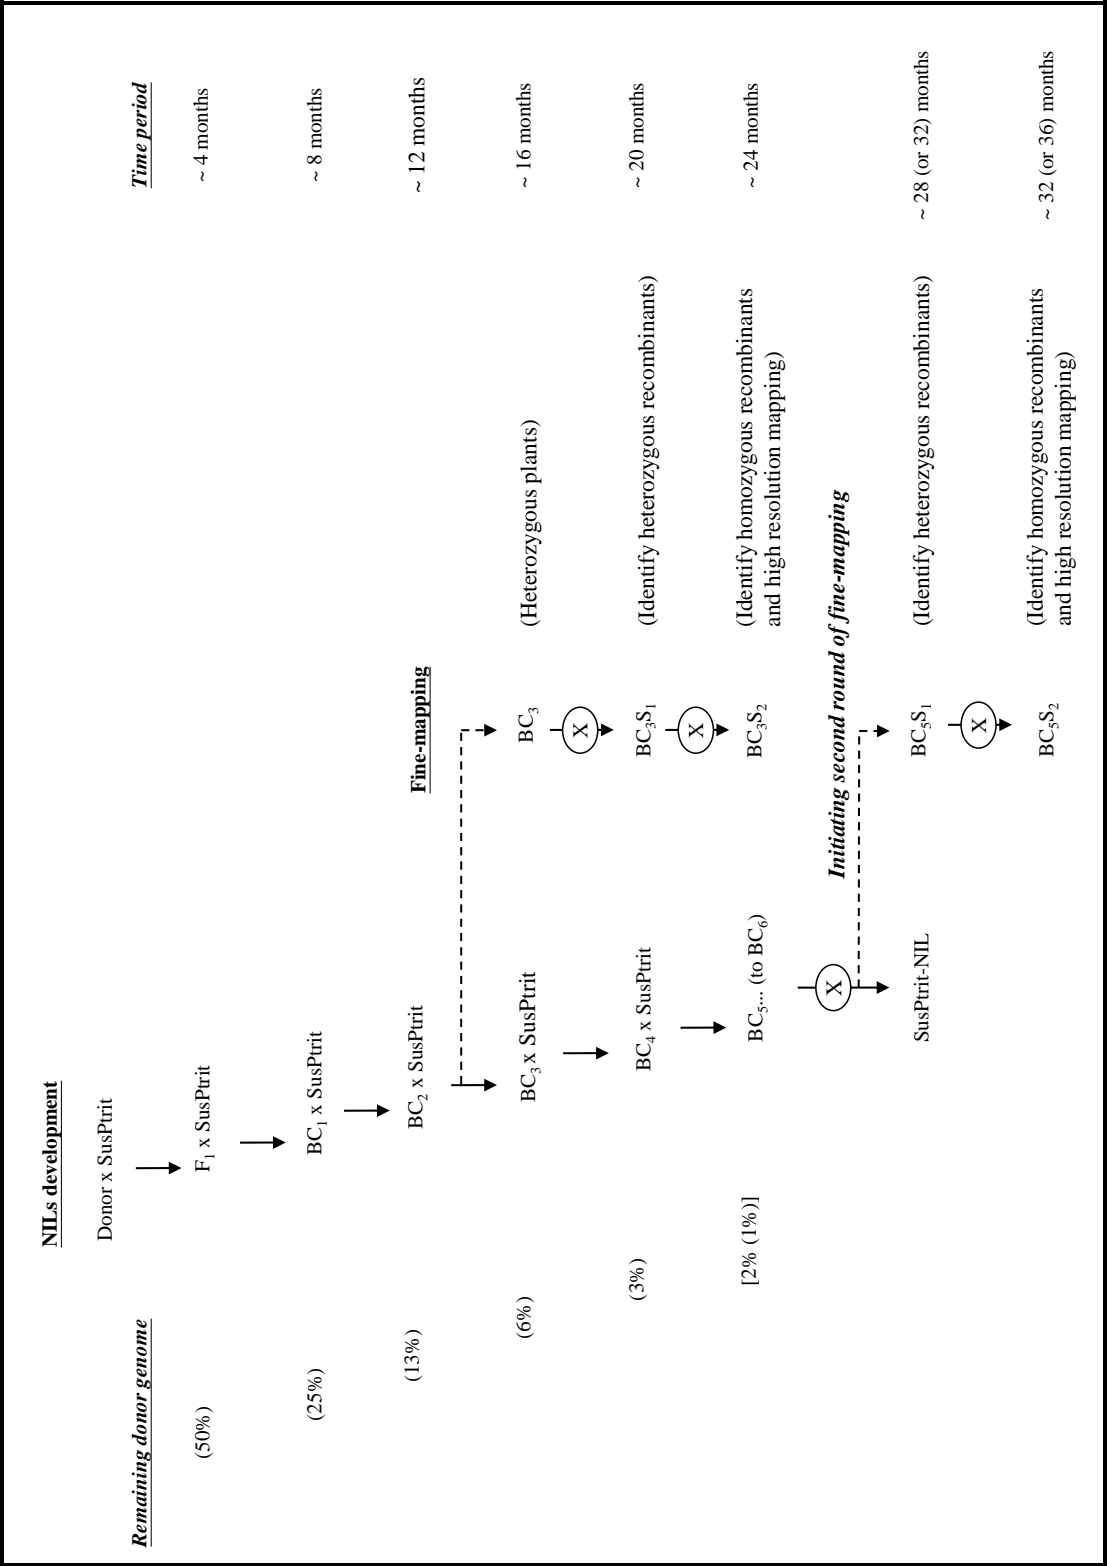 NILs development
Donor x SusPtrit
Remaining donor genome
Time period
(50%)
F₁ x SusPtrit
~ 4 months
(25%)
BC₁ x SusPtrit
~ 8 months
(13%)
BC₂ x SusPtrit
Fine-mapping
~ 12 months
(6%)
BC₃ x SusPtrit
BC₃
(Heterozygous plants)
~ 16 months
X
(3%)
BC₄ x SusPtrit
BC₃S₁
(Identify heterozygous recombinants)
~ 20 months
X
[2% (1%)]
BC₅... (to BC₆)
BC₃S₂
(Identify homozygous recombinants
and high resolution mapping)
~ 24 months
X
Initiating second round of fine-mapping
SusPtrit-NIL
BC₅S₁
(Identify heterozygous recombinants)
~ 28 (or 32) months
X
BC₅S₂
(Identify homozygous recombinants
and high resolution mapping)
~ 32 (or 36) months